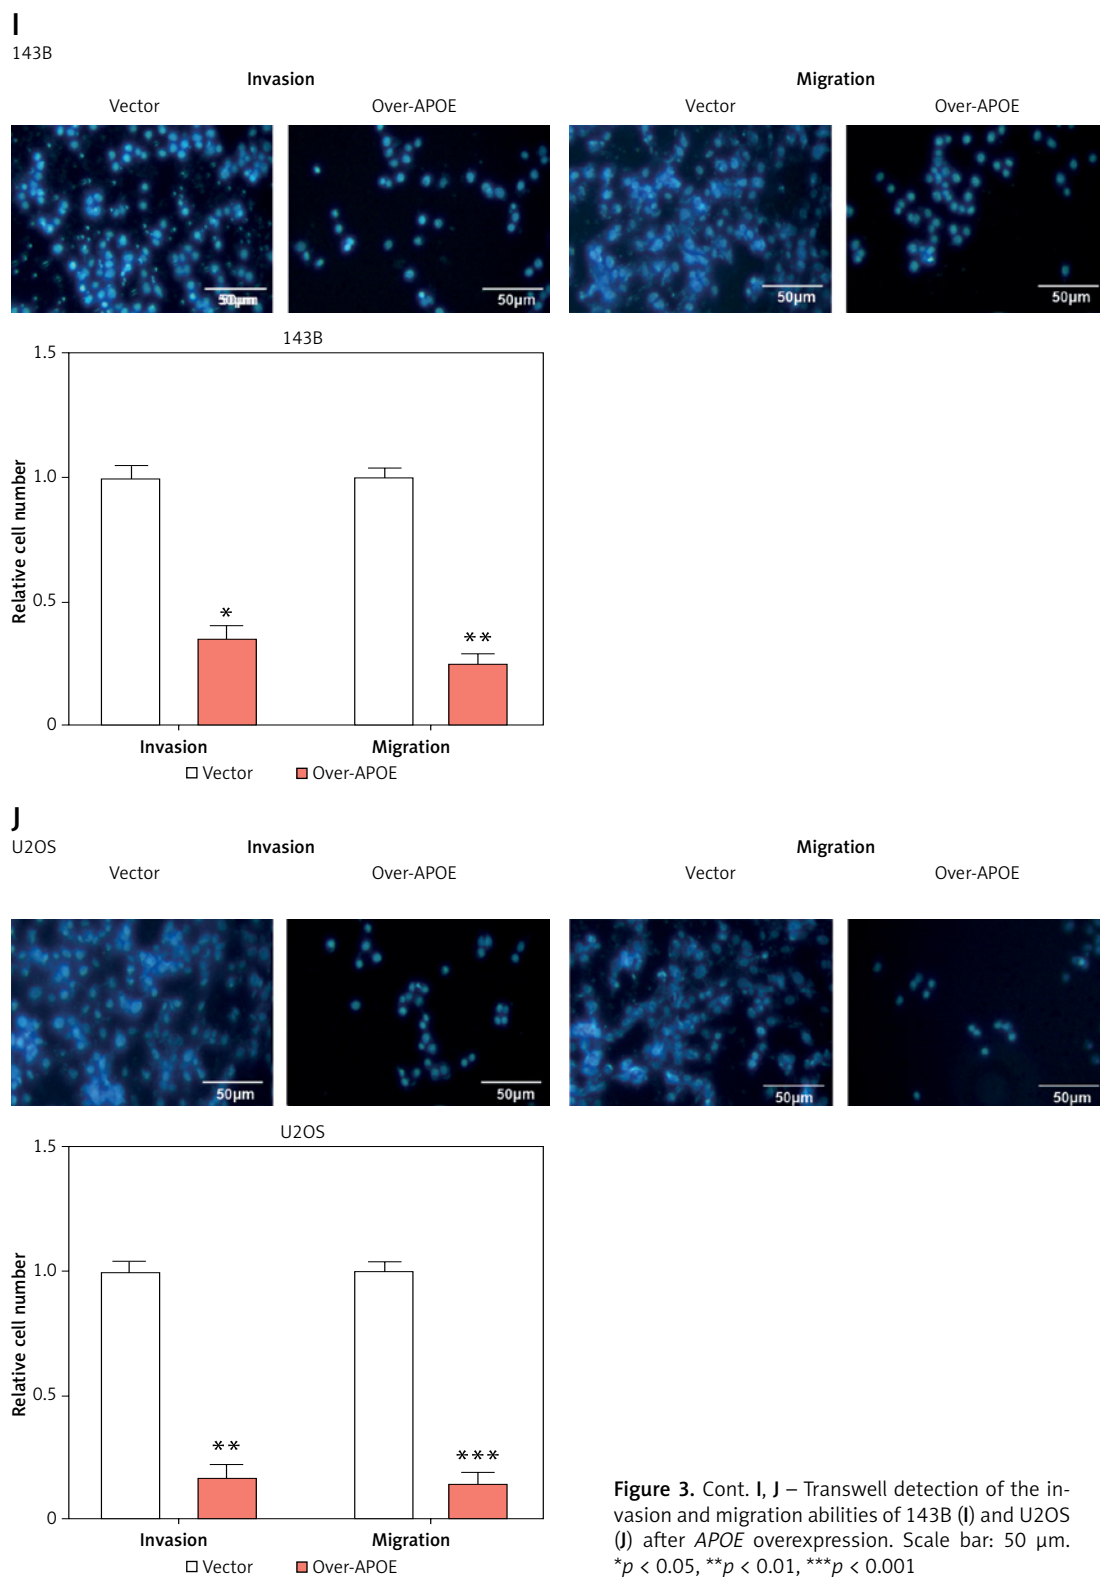 I
143B
Invasion Migration
Vector Over-APOE Vector Over-APOE
50µm 50µm 50µm
143B
1.5
1.0
0.5
0
Relative cell number
*
**
Invasion Migration
Vector Over-APOE
J
U2OS Invasion Migration
Vector Over-APOE Vector Over-APOE
50µm 50µm 50µm 50µm
U2OS
1.5
1.0
0.5
0
Relative cell number
**
***
Invasion Migration
Vector Over-APOE
Figure 3. Cont. I, J – Transwell detection of the in-
vasion and migration abilities of 143B (I) and U2OS
(J) after APOE overexpression. Scale bar: 50 µm.
*p < 0.05, **p < 0.01, ***p < 0.001